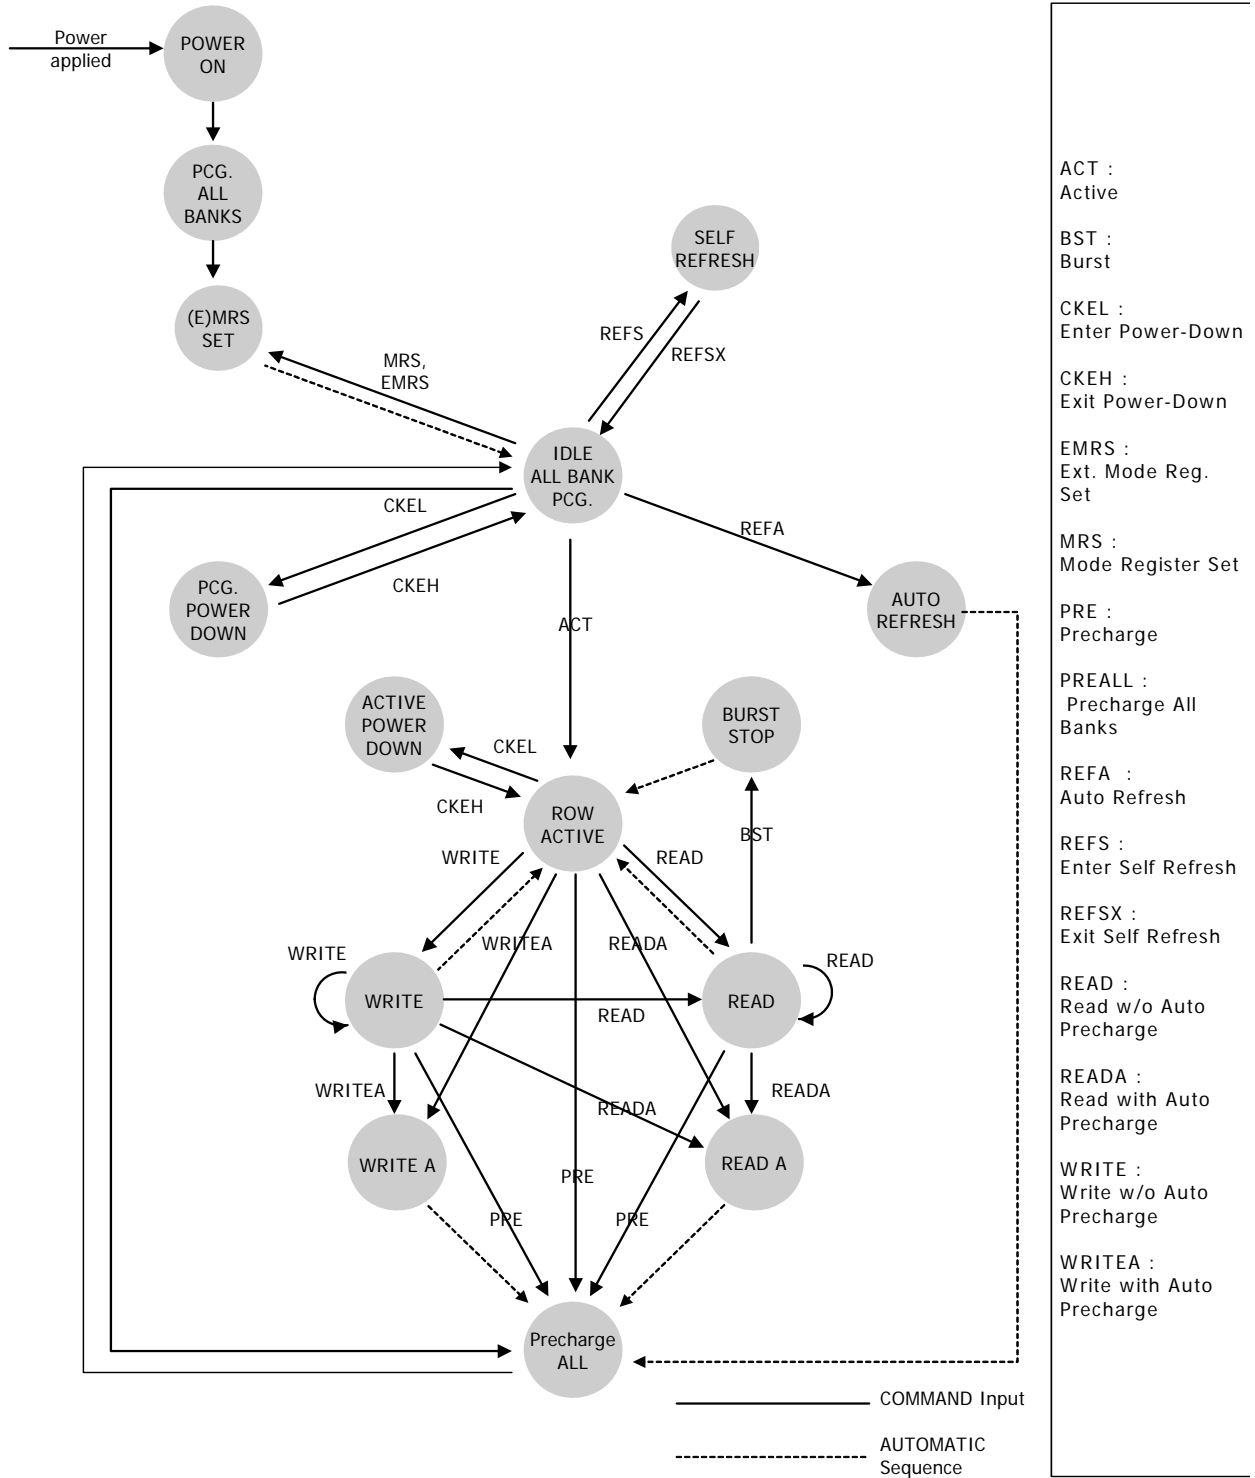 Power
applied
POWER
ON
PCG.
ALL
BANKS
(E)MRS
SET
SELF
REFRESH
REFS
REFSX
MRS,
EMRS
IDLE
ALL BANK
PCG.
CKEL
CKEH
REFA
PCG.
POWER
DOWN
AUTO
REFRESH
ACT
ACTIVE
POWER
DOWN
BURST
STOP
CKEL
CKEH
ROW
ACTIVE
BST
WRITE
READ
WRITEA
READA
WRITE
READ
WRITE
READ
READ
WRITEA
READA
READA
WRITE A
READ A
PRE
PRE
PRE
Precharge
ALL
COMMAND Input
AUTOMATIC
Sequence
ACT :
Active
BST :
Burst
CKEL :
Enter Power-Down
CKEH :
Exit Power-Down
EMRS :
Ext. Mode Reg.
Set
MRS :
Mode Register Set
PRE :
Precharge
PREALL :
Precharge All
Banks
REFA :
Auto Refresh
REFS :
Enter Self Refresh
REFSX :
Exit Self Refresh
READ :
Read w/o Auto
Precharge
READA :
Read with Auto
Precharge
WRITE :
Write w/o Auto
Precharge
WRITEA :
Write with Auto
Precharge